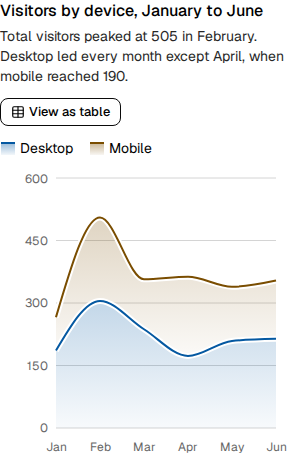 Visitors by device, January to June
Total visitors peaked at 505 in February.
Desktop led every month except April, when
mobile reached 190.
View as table
Desktop Mobile
600
450
300
150
0
Jan Feb Mar Apr May Jun